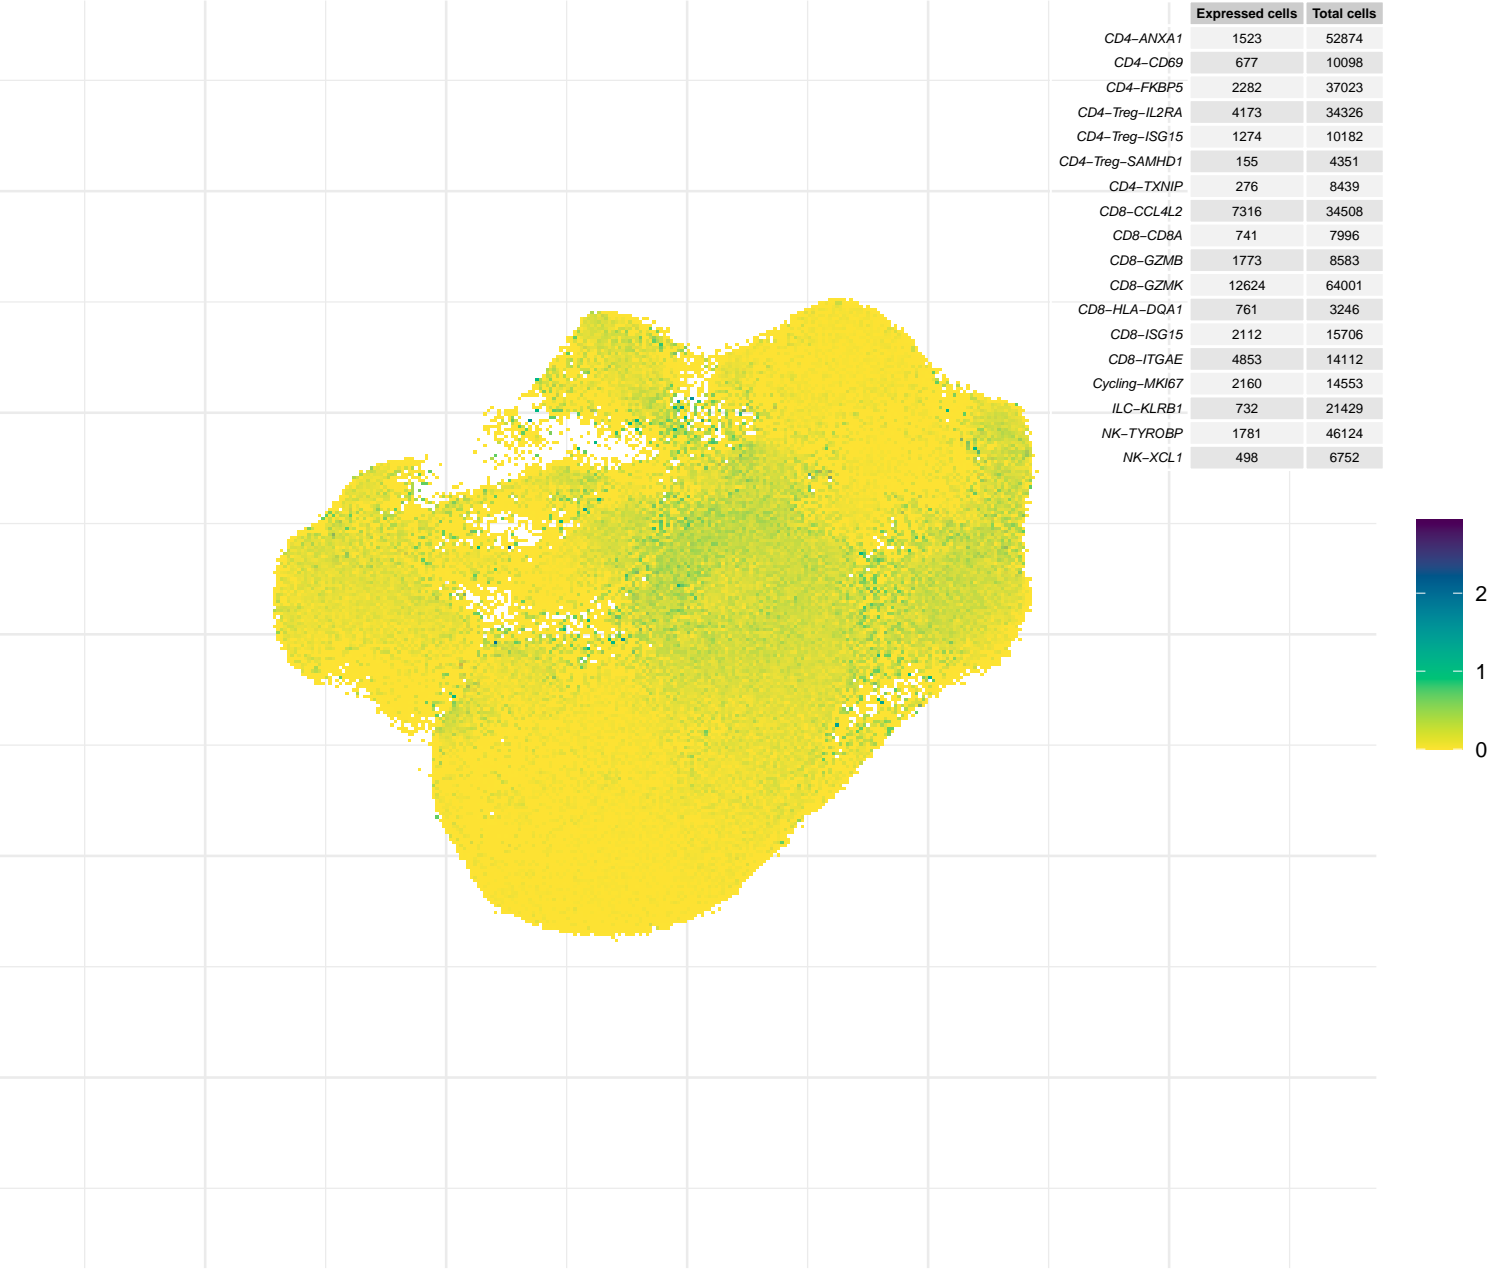 Expressed cells Total cells
CD4−ANXA1 1523 52874
CD4−CD69 677 10098
CD4−FKBP5 2282 37023
CD4−Treg−IL2RA 4173 34326
CD4−Treg−ISG15 1274 10182
CD4−Treg−SAMHD1 155 4351
CD4−TXNIP 276 8439
CD8−CCL4L2 7316 34508
CD8−CD8A 741 7996
CD8−GZMB 1773 8583
CD8−GZMK 12624 64001
CD8−HLA−DQA1 761 3246
CD8−ISG15 2112 15706
CD8−ITGAE 4853 14112
Cycling−MKI67 2160 14553
ILC−KLRB1 732 21429
NK−TYROBP 1781 46124
NK−XCL1 498 6752
2
1
0